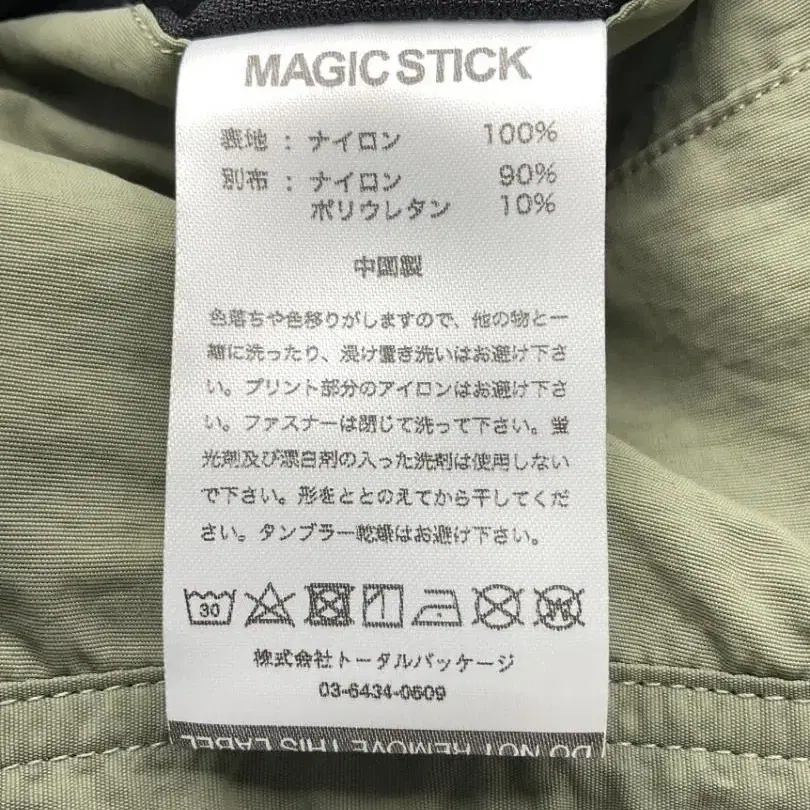 MAGIC STICK
表地 : ナイロン 100%
別布 : ナイロン 90%
ポリウレタン 10%
中国製
色落ちや色移りがしますので、他の物と一
緒に洗ったり、浸け置き洗いはお避け下さ
い。プリント部分のアイロンはお避け下さ
い。ファスナーは閉じて洗って下さい。蛍
光剤及び漂白剤の入った洗剤は使用しない
で下さい。形をととのえてから干してくだ
さい。タンブラー乾燥はお避け下さい。
30
W
株式会社トータルパッケージ
03-6434-0609
DO NOT REMOVE THIS LABEL